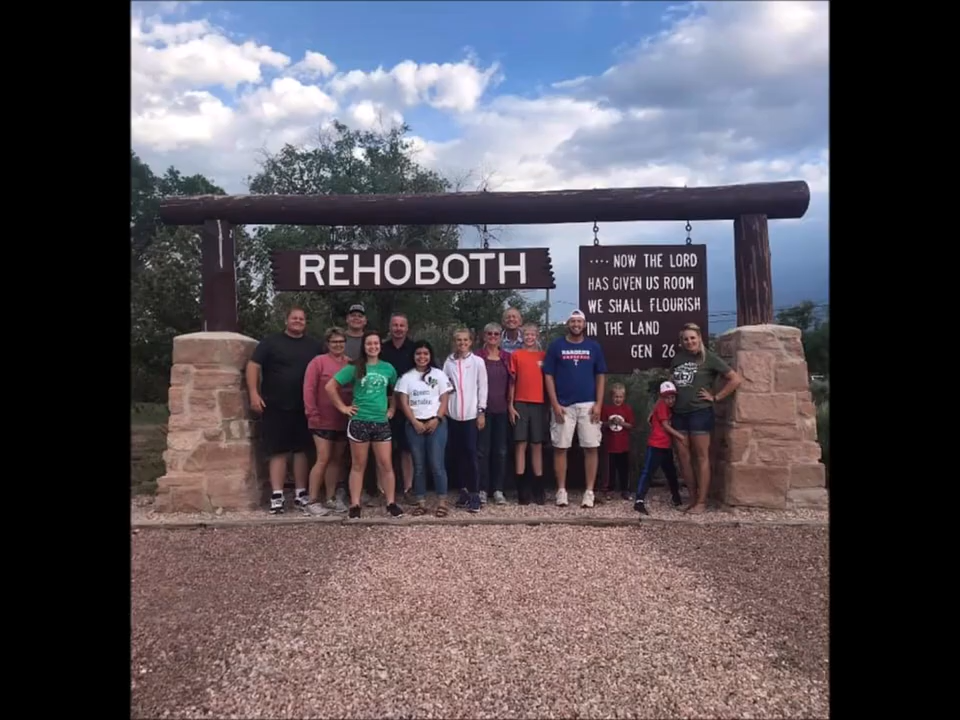 REHOBOTH
.... NOW THE LORD
HAS GIVEN US ROOM
WE SHALL FLOURISH
IN THE LAND
GEN 26
RANGERS